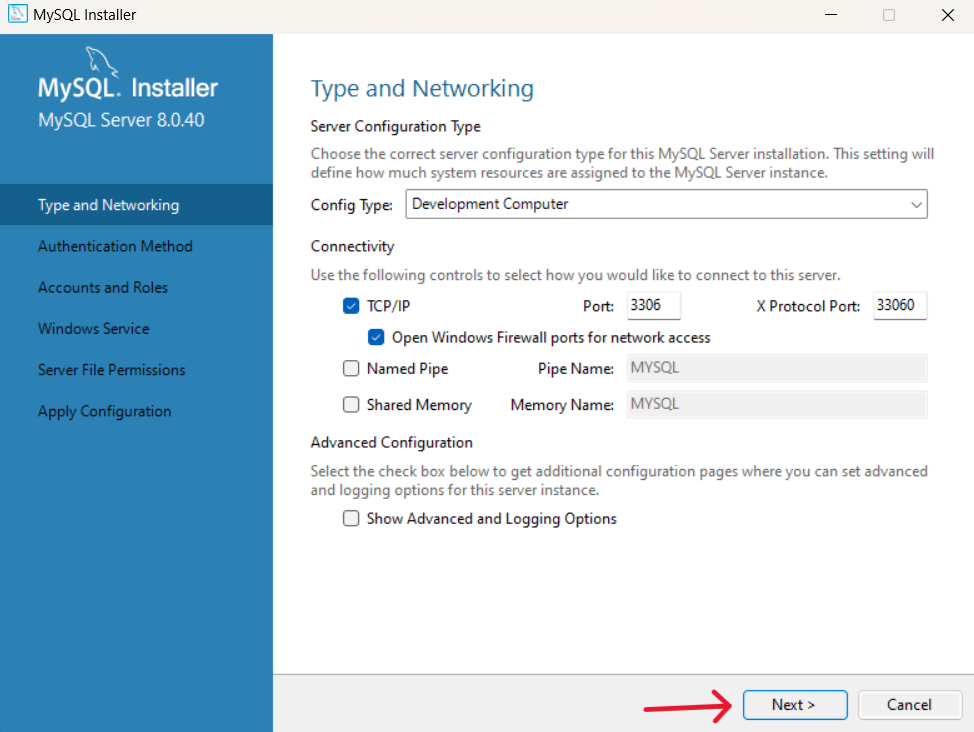 MySQL Installer
MySQL. Installer
MySQL Server 8.0.40
Type and Networking
Authentication Method
Accounts and Roles
Windows Service
Server File Permissions
Apply Configuration
Type and Networking
Server Configuration Type
Choose the correct server configuration type for this MySQL Server installation. This setting will
define how much system resources are assigned to the MySQL Server instance.
Config Type: Development Computer
Connectivity
Use the following controls to select how you would like to connect to this server.
TCP/IP Port: 3306 X Protocol Port: 33060
Open Windows Firewall ports for network access
Named Pipe Pipe Name: MYSQL
Shared Memory Memory Name: MYSQL
Advanced Configuration
Select the check box below to get additional configuration pages where you can set advanced
and logging options for this server instance.
Show Advanced and Logging Options
Next > Cancel